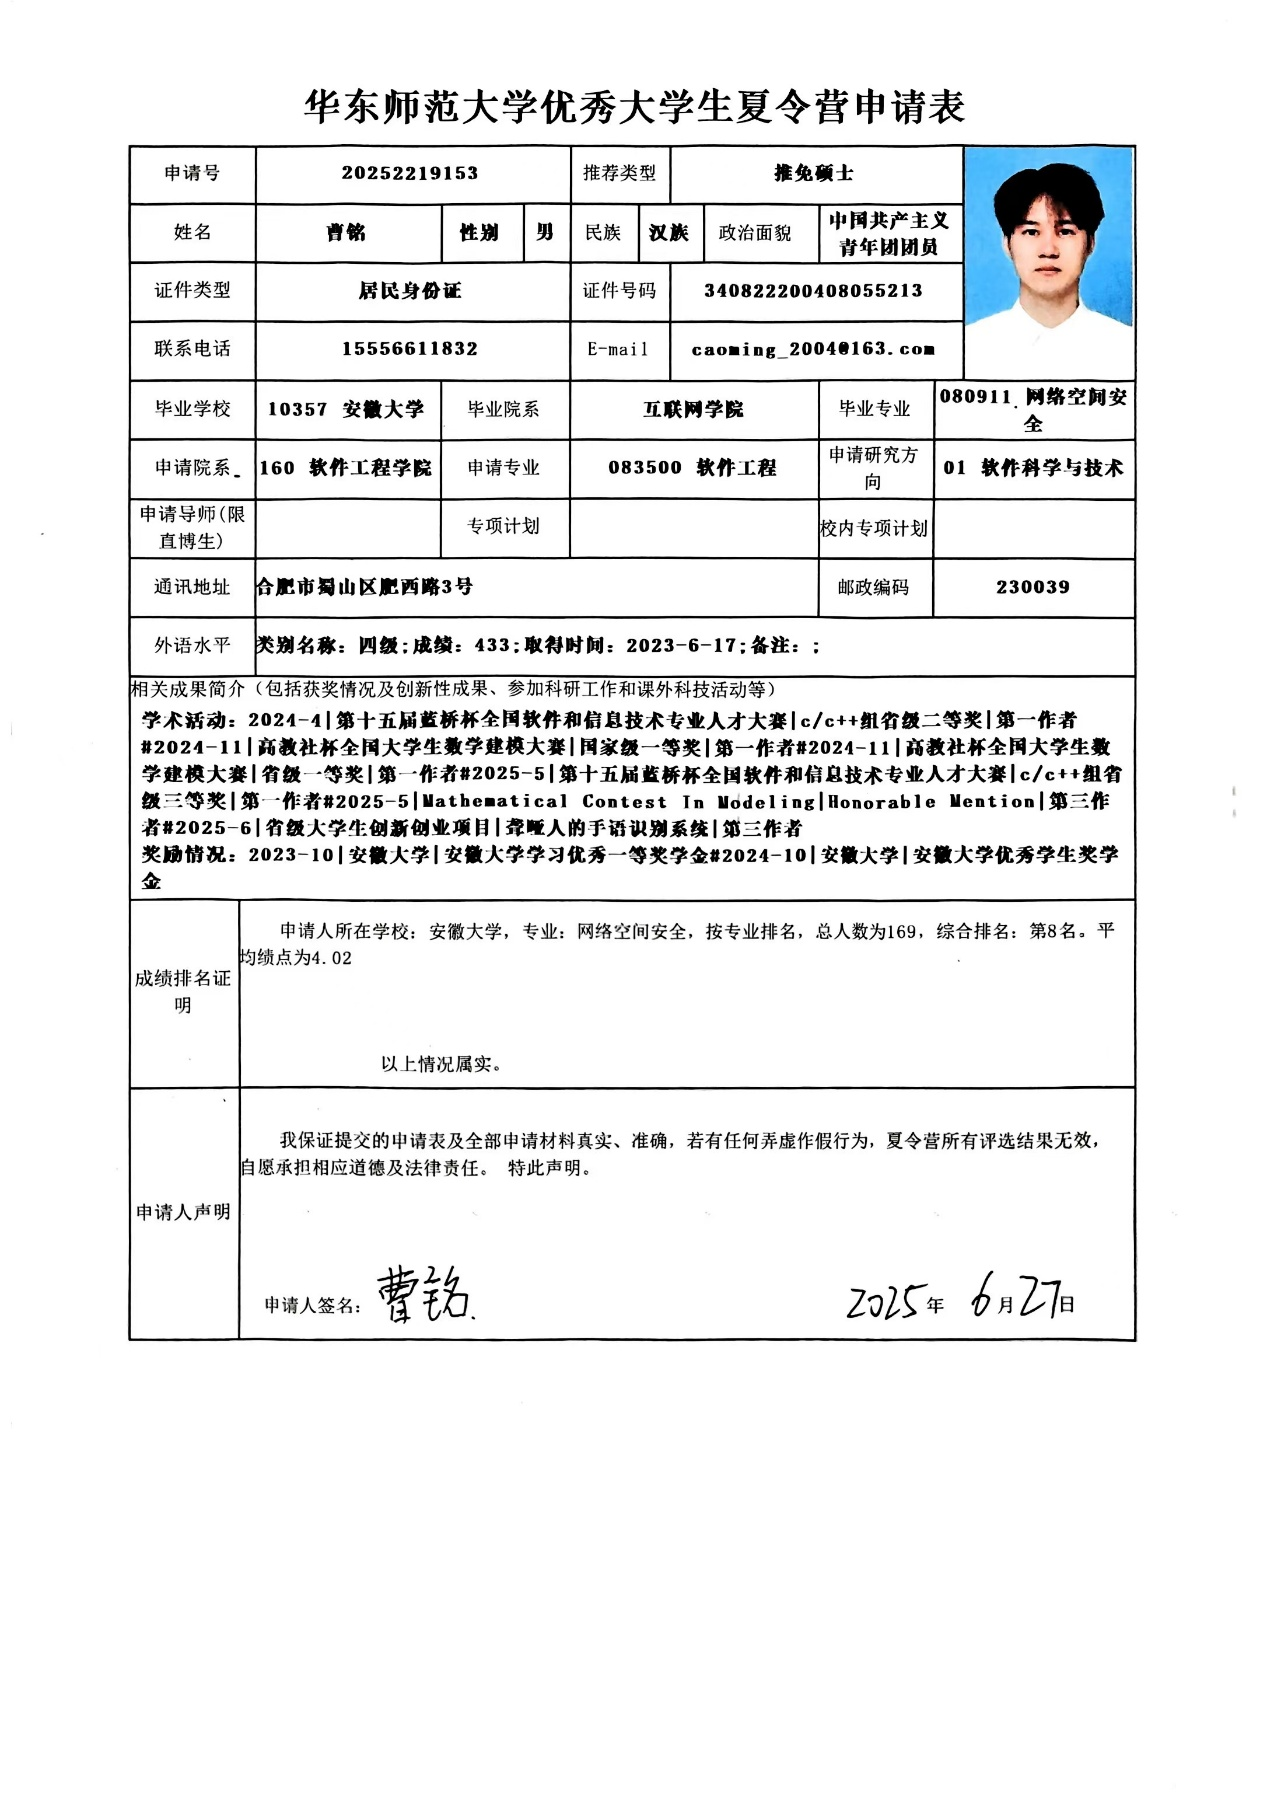 华东师范大学优秀大学生夏令营申请表
申请号 20252219153 推荐类型 推免硕士
姓名 曹铭 性别 男 民族 汉族 政治面貌 中国共产主义
青年团团员
证件类型 居民身份证 证件号码 340822200408055213
联系电话 15556611832 E-mail caoming_2004@163.com
毕业学校 10357 安徽大学 毕业院系 互联网学院 毕业专业 080911 网络空间安
全
申请院系 160 软件工程学院 申请专业 083500 软件工程 申请研究方
向 01 软件科学与技术
申请导师(限
直博生) 专项计划 校内专项计划
通讯地址 合肥市蜀山区肥西路3号 邮政编码 230039
外语水平 类别名称：四级;成绩：433;取得时间：2023-6-17;备注：;
相关成果简介（包括获奖情况及创新性成果、参加科研工作和课外科技活动等）
学术活动：2024-4|第十五届蓝桥杯全国软件和信息技术专业人才大赛|c/c++组省级二等奖|第一作者
#2024-11|高教社杯全国大学生数学建模大赛|国家级一等奖|第一作者#2024-11|高教社杯全国大学生数
学建模大赛|省级一等奖|第一作者#2025-5|第十五届蓝桥杯全国软件和信息技术专业人才大赛|c/c++组省
级三等奖|第一作者#2025-5|Mathematical Contest In Modeling|Honorable Mention|第三作
者#2025-6|省级大学生创新创业项目|聋哑人的手语识别系统|第三作者
奖励情况：2023-10|安徽大学|安徽大学学习优秀一等奖学金#2024-10|安徽大学|安徽大学优秀学生奖学
金
成绩排名证
明
申请人所在学校：安徽大学，专业：网络空间安全，按专业排名，总人数为169，综合排名：第8名。平
均绩点为4.02
以上情况属实。
申请人声明
我保证提交的申请表及全部申请材料真实、准确，若有任何弄虚作假行为，夏令营所有评选结果无效，
自愿承担相应道德及法律责任。 特此声明。
申请人签名：曹铭 2025年 6月27日